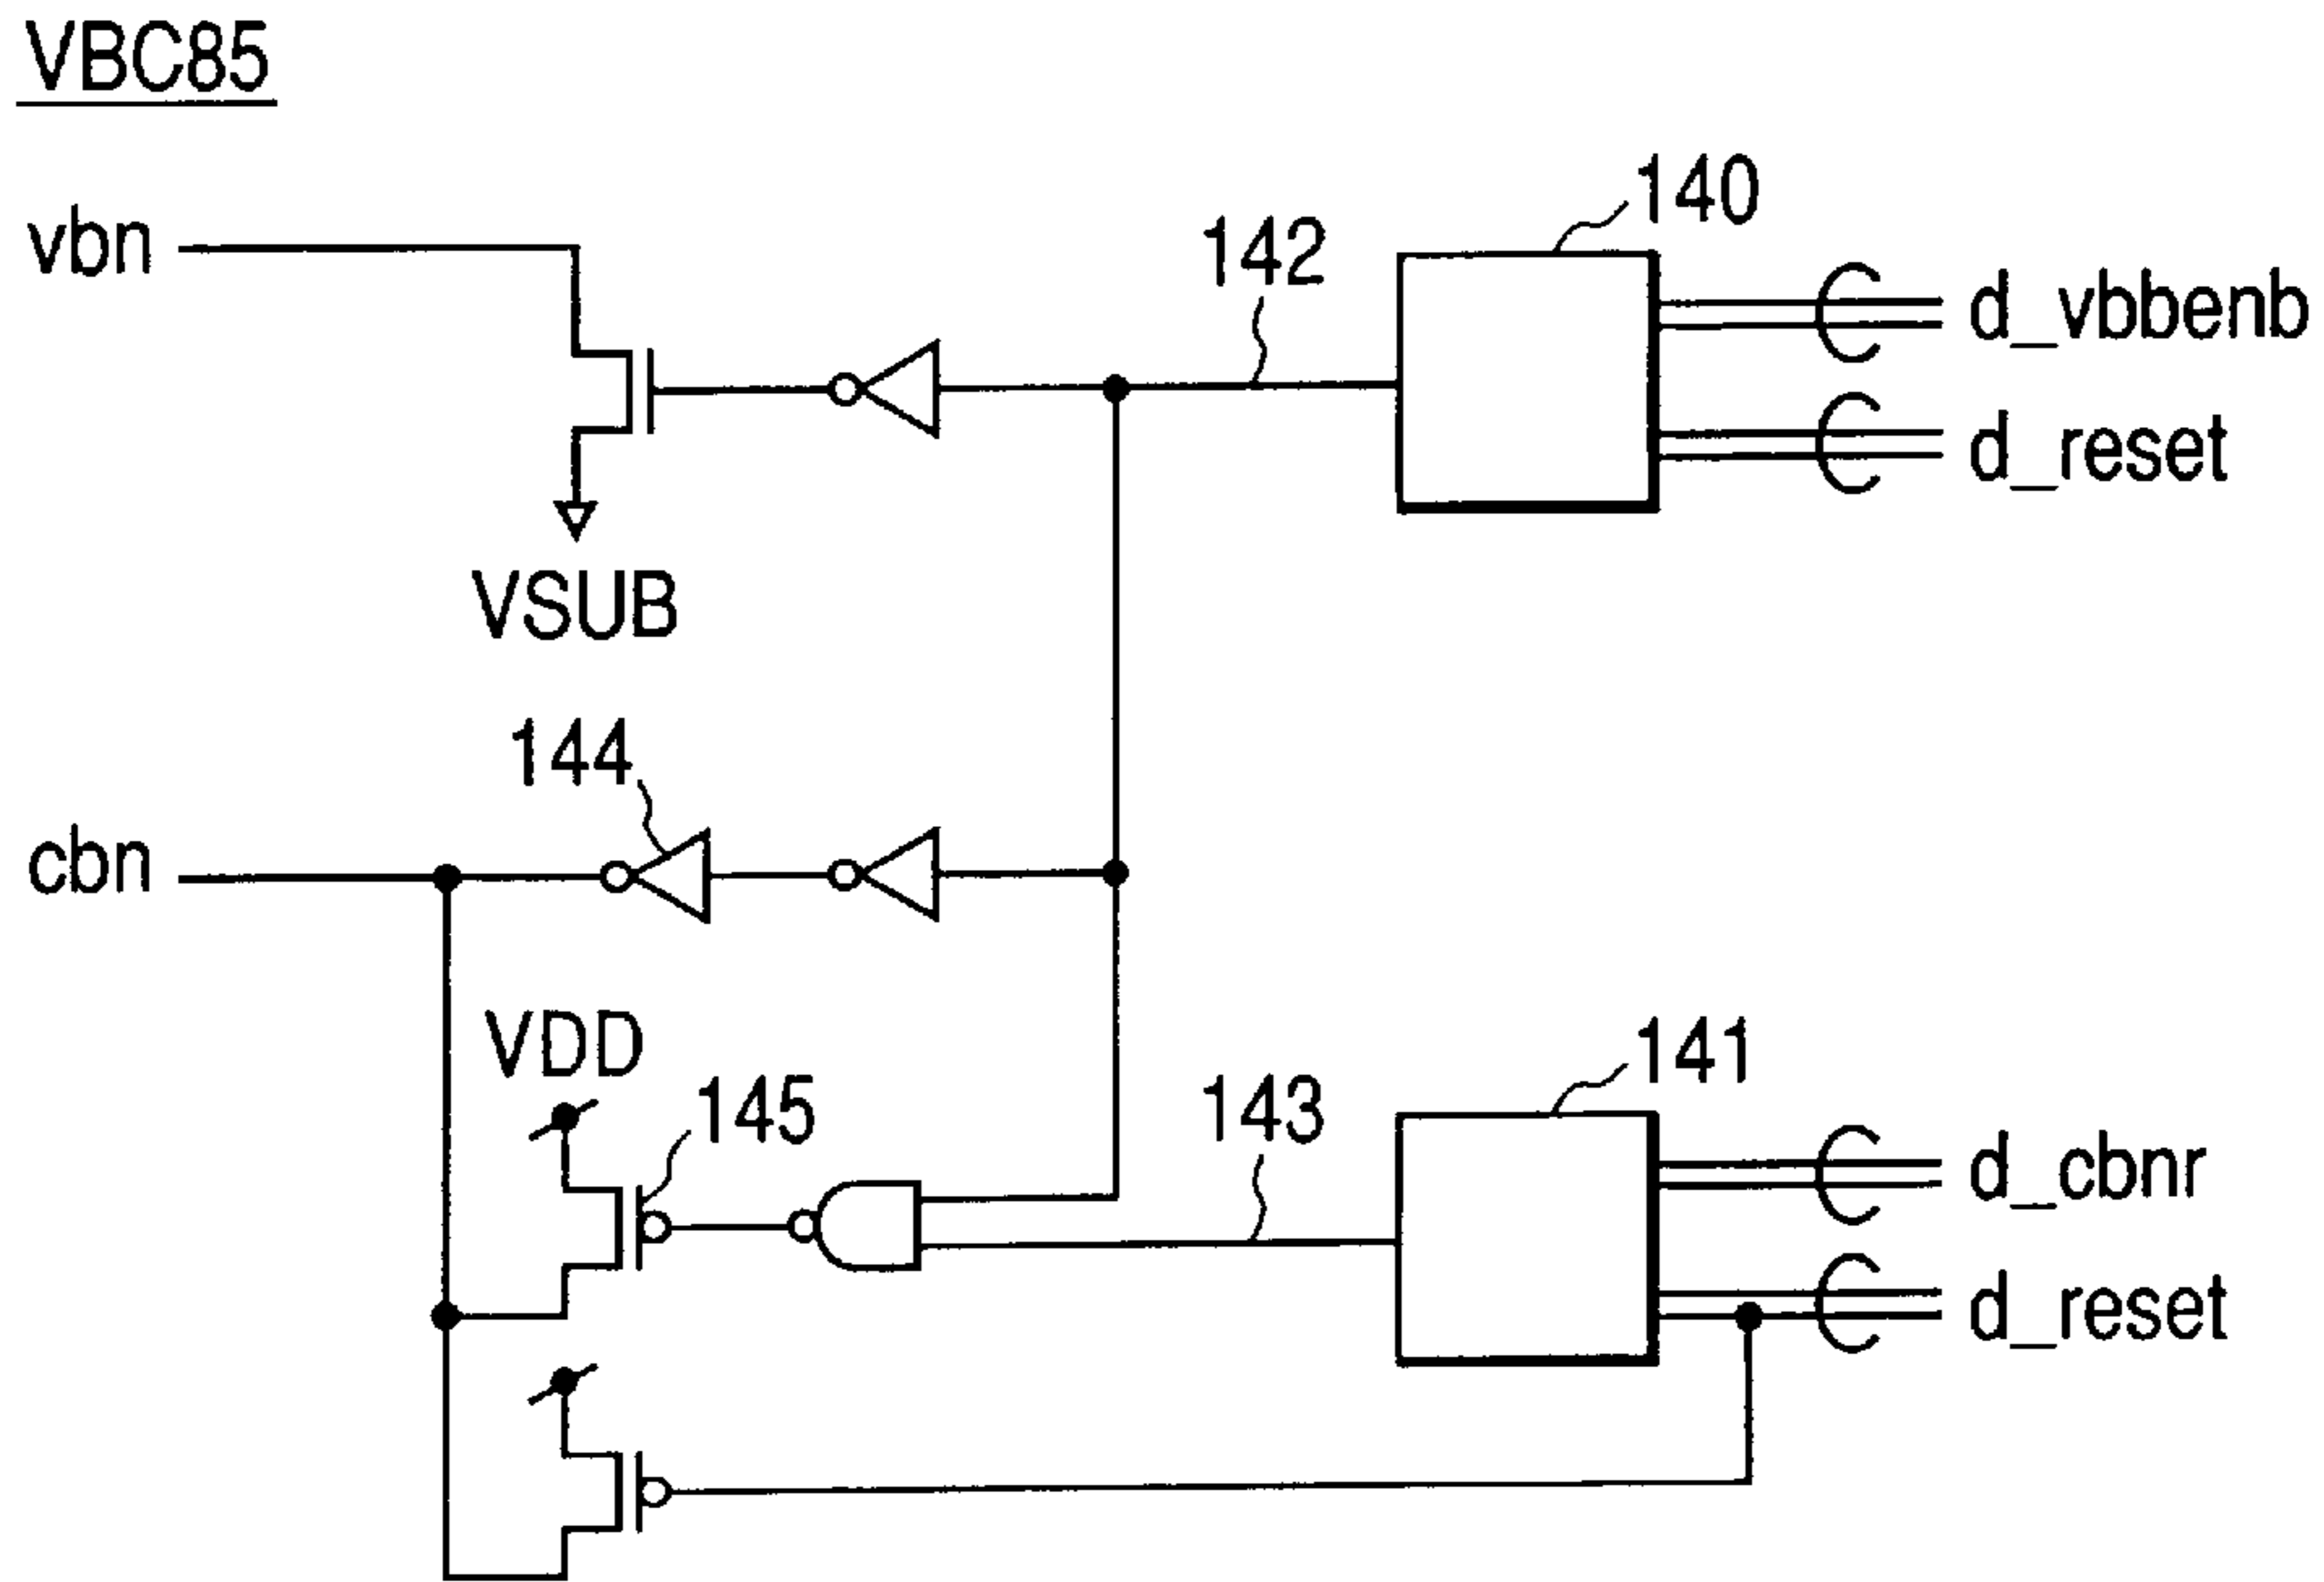 VBC85
140
vbn
142
d_vbbenb
d_reset
VSUB
144
cbn
VDD
145
143
141
d_cbnr
d_reset